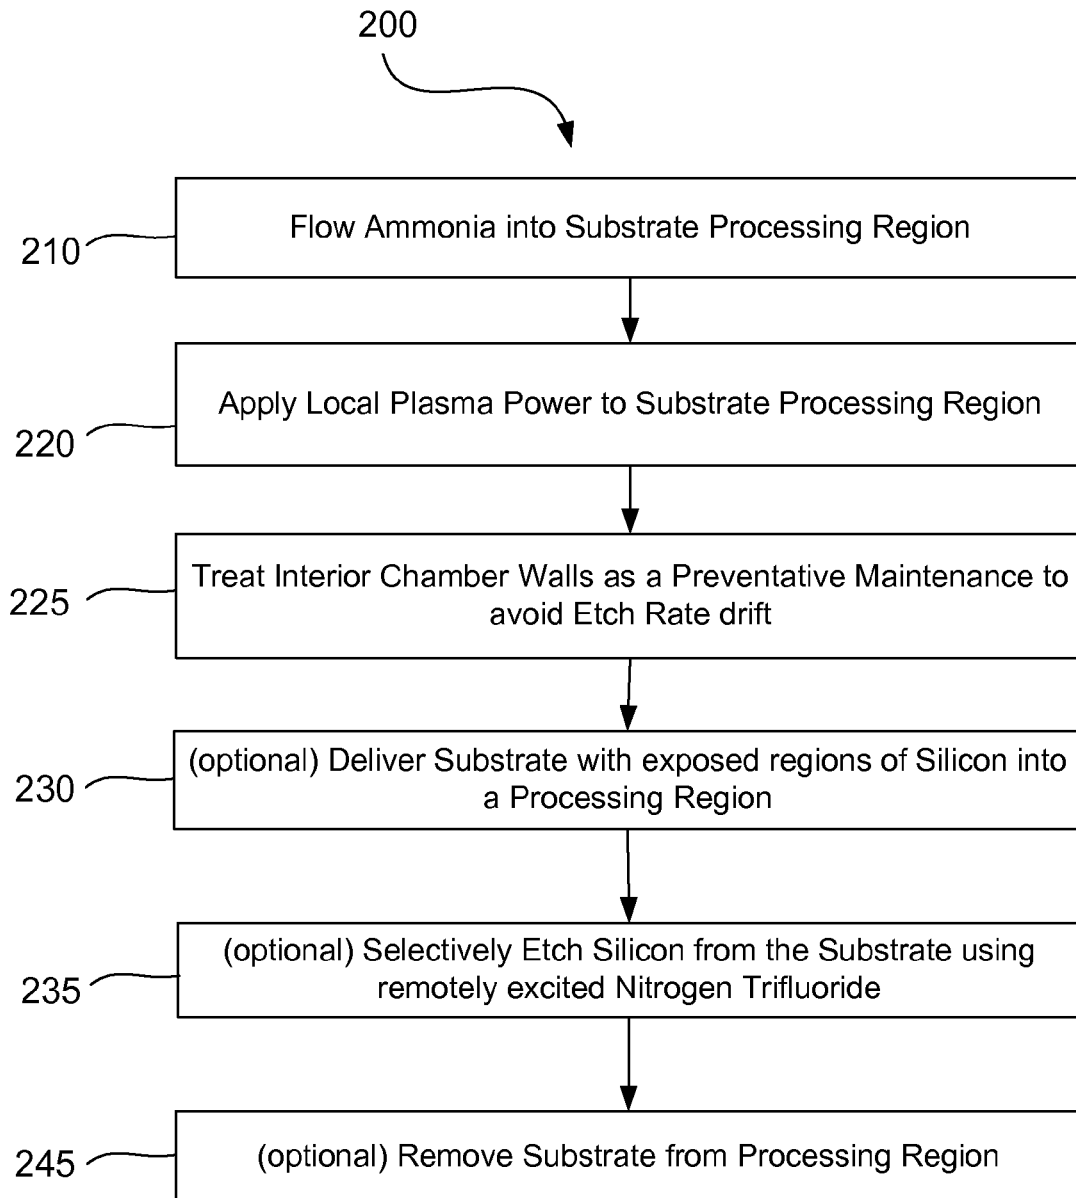 200
210
Flow Ammonia into Substrate Processing Region
220
Apply Local Plasma Power to Substrate Processing Region
225
Treat Interior Chamber Walls as a Preventative Maintenance to
avoid Etch Rate drift
230
(optional) Deliver Substrate with exposed regions of Silicon into
a Processing Region
235
(optional) Selectively Etch Silicon from the Substrate using
remotely excited Nitrogen Trifluoride
245
(optional) Remove Substrate from Processing Region